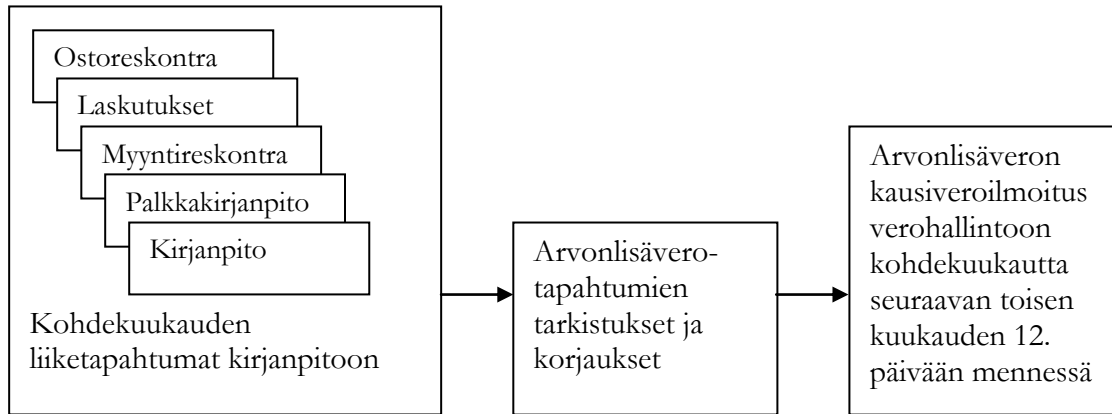 Ostoreskontra
Laskutukset
Myyntireskontra
Palkkakirjanpito
Kirjanpito
Kohdekuukauden
liiketapahtumat kirjanpitoon
Arvonlisävero-
tapahtumien
tarkistukset ja
korjaukset
Arvonlisäveron
kausiveroilmoitus
verohallintoon
kohdekuukautta
seuraavan toisen
kuukauden 12.
päivään mennessä